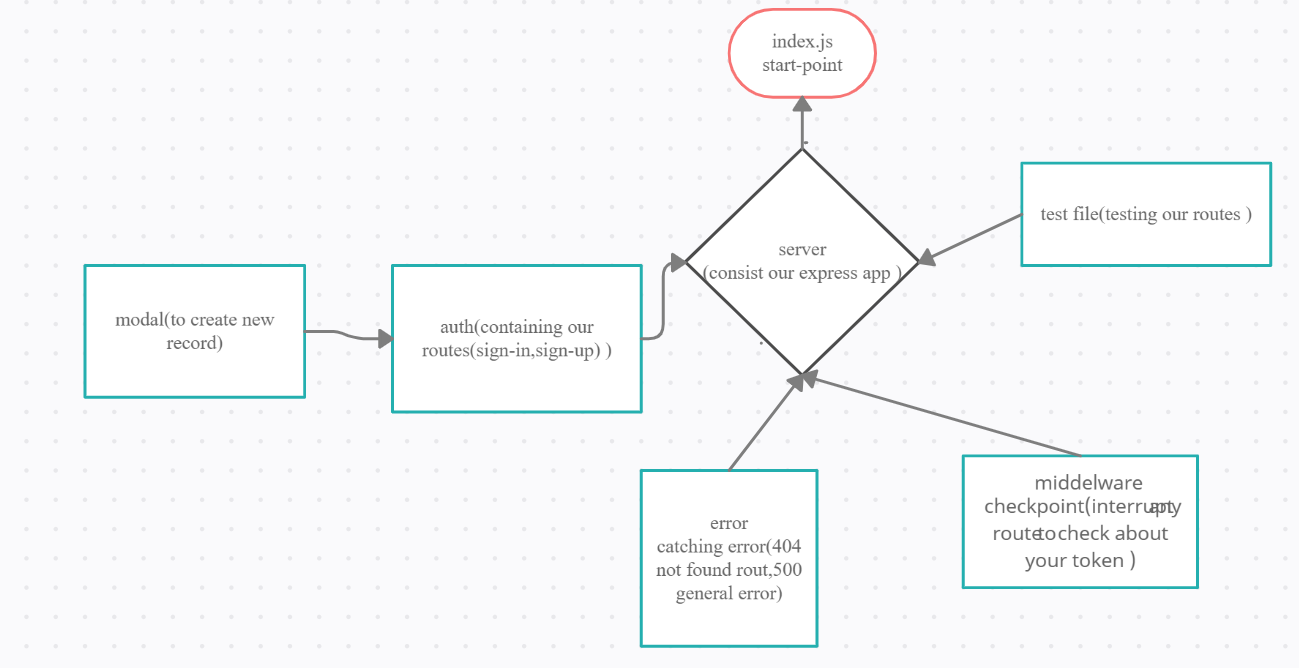 index.js
start-point
test file(testing our routes )
server
(consist our express app )
modal(to create new
record)
auth(containing our
routes(sign-in,sign-up) )
error
catching error(404
not found rout,500
general error)
middelware
checkpoint(interrupt any
route to check about
your token )